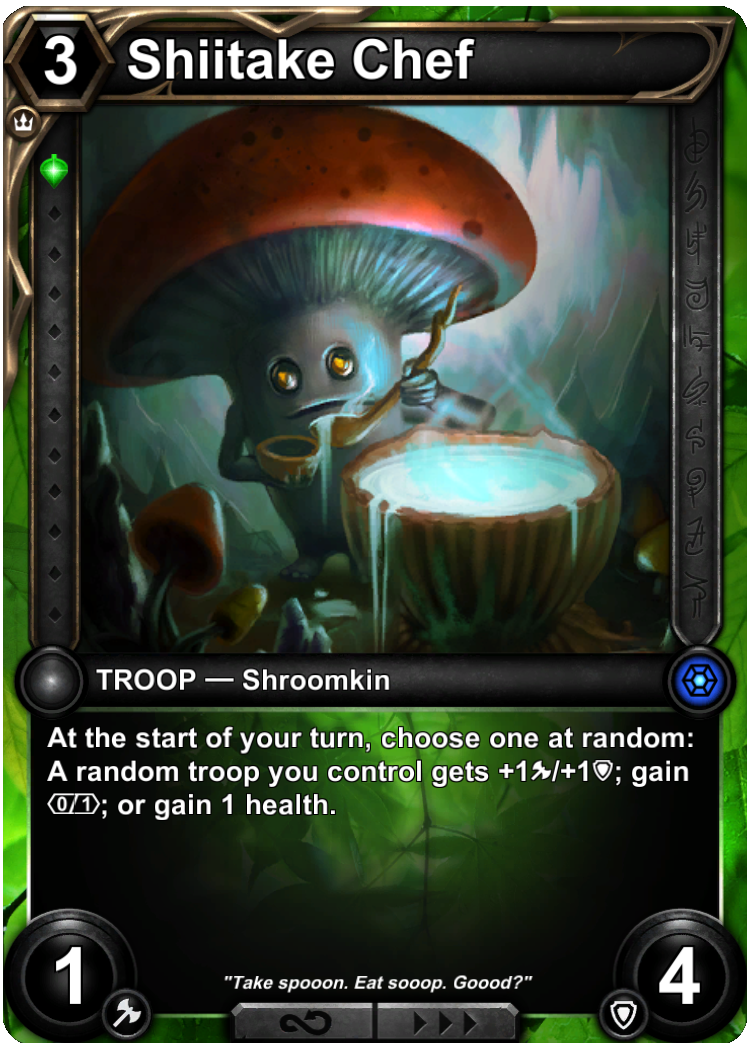 3
Shiitake Chef
TROOP — Shroomkin
At the start of your turn, choose one at random:
A random troop you control gets +1/+1; gain
0/1; or gain 1 health.
"Take spooon. Eat sooop. Goood?"
1
4